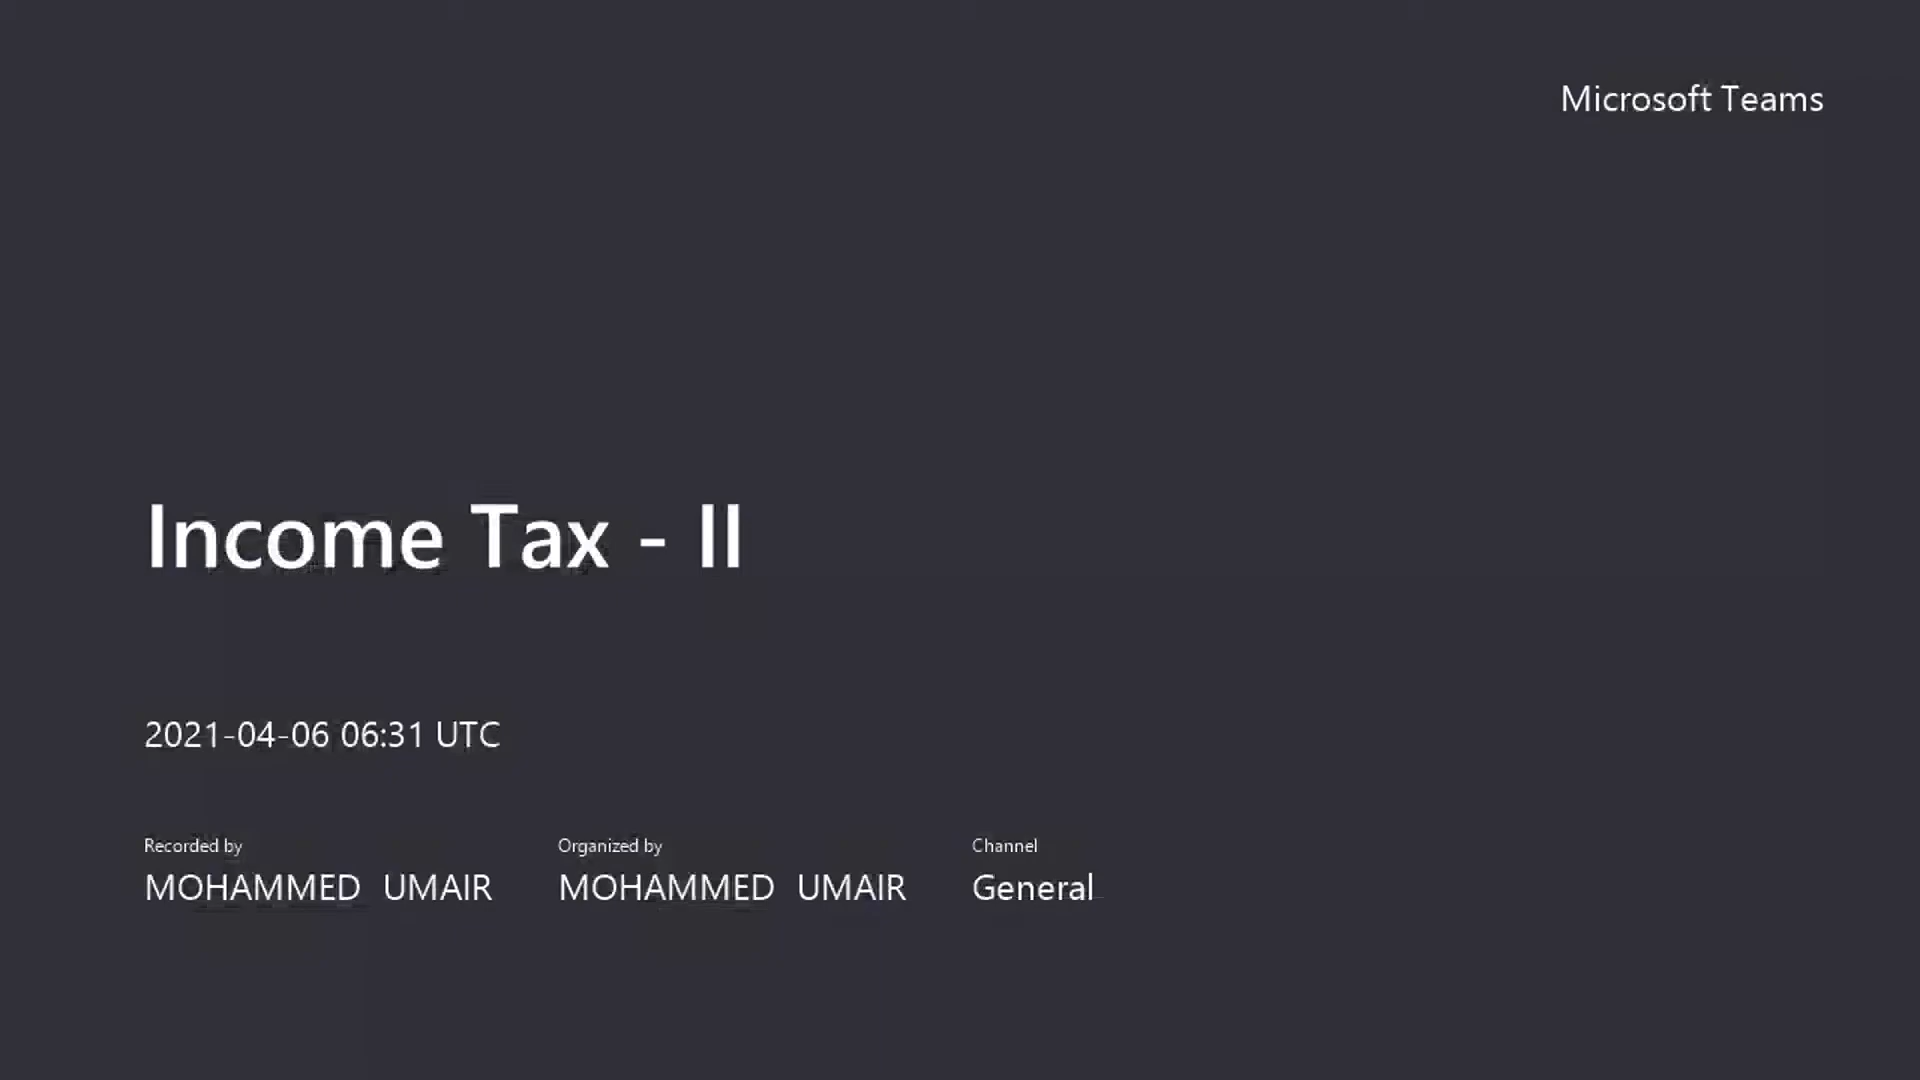 Microsoft Teams
Income Tax - II
2021-04-06 06:31 UTC
Recorded by
MOHAMMED UMAIR
Organized by
MOHAMMED UMAIR
Channel
General